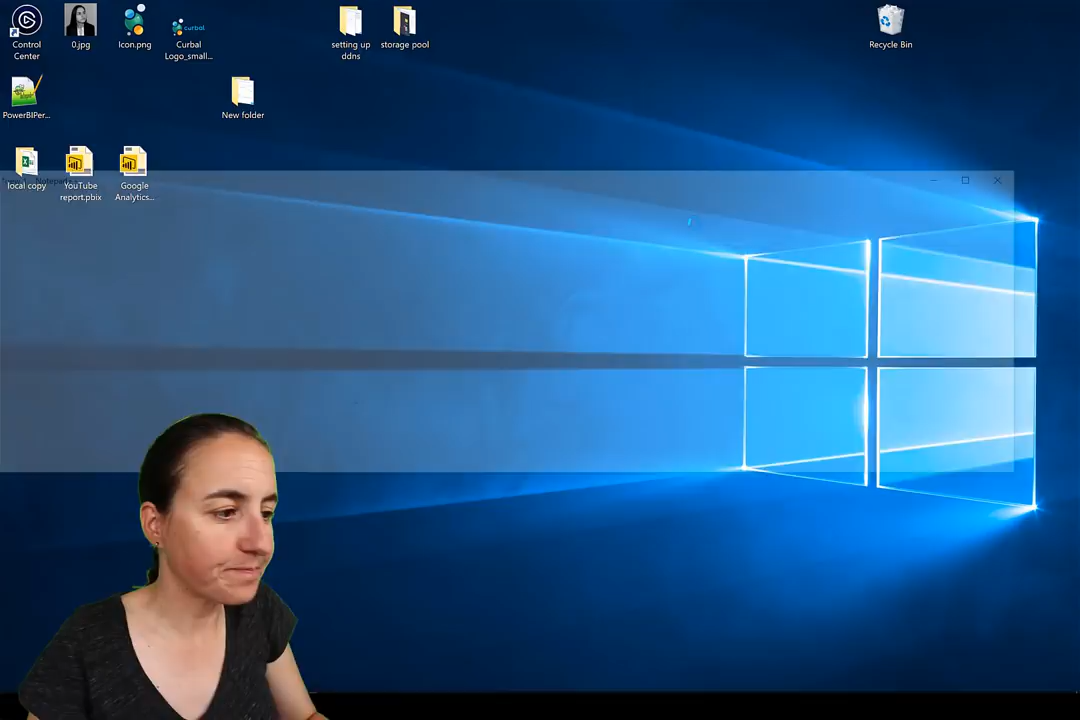 Control
Center
0.jpg
Icon.png
curbal
Curbal
Logo_small...
setting up
ddns
storage pool
Recycle Bin
PowerBIPer...
New folder
local copy
YouTube
report.pbix
Google
Analytics...